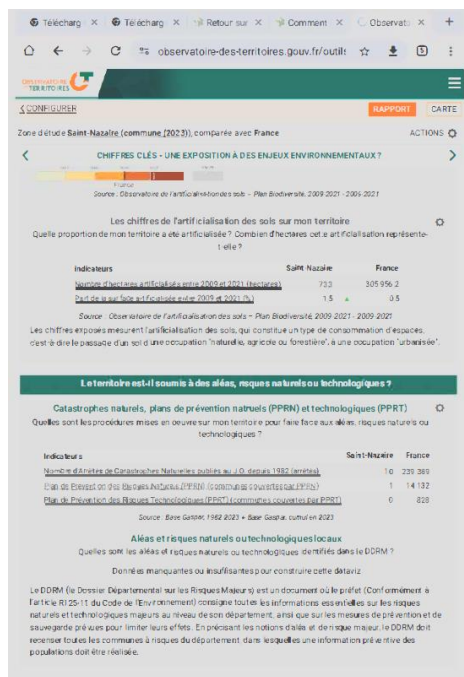 Télécharg × Télécharg × Retour sur × Comment × Observat × +
observatoire-des-territoires.gouv.fr/outils
OBSERVATOIRE
TERRITOIRES
CONFIGURER RAPPORT CARTE
Zone d'étude Saint-Nazaire (commune (2023)), comparée avec France ACTIONS
CHIFFRES CLÉS - UNE EXPOSITION À DES ENJEUX ENVIRONNEMENTAUX ?
France
Source : Observatoire de l'artificialisation des sols – Plan Biodiversité, 2009-2021 - 2009-2021
Les chiffres de l'artificialisation des sols sur mon territoire
Quelle proportion de mon territoire a été artificialisée ? Combien d'hectares cette artificialisation représente-
t-elle ?
Indicateurs Saint-Nazaire France
Nombre d'hectares artificialisés entre 2009 et 2021 (hectares) 305 956,2
Part de la surface artificialisée entre 2009 et 2021 (%) 1,5 0,5
Source : Observatoire de l'artificialisation des sols – Plan Biodiversité, 2009-2021 - 2009-2021
Les chiffres exposés mesurent l'artificialisation des sols, qui constitue un type de consommation d'espaces,
c'est-à-dire le passage d'un sol d'une occupation "naturelle, agricole ou forestière", à une occupation "urbanisée".
Le territoire est-il soumis à des aléas, risques naturels ou technologiques ?
Catastrophes naturels, plans de prévention natruels (PPRN) et technologiques (PPRT)
Quelles sont les procédures mises en oeuvre sur mon territoire pour faire face aux aléas, risques naturels ou
technologiques ?
Indicateurs Saint-Nazaire France
Nombre d'Arrêtés de Catastrophes Naturelles publiés au J.O. depuis 1982 (arrêtés) 10 239 389
Plan de Prévention des Risques Naturels (PPRN) (communes couvertes par PPRN) 1 14 132
Plan de Prévention des Risques Technologiques (PPRT) (communes couvertes par PPRT) 0 828
Source : Base Gaspar, 1982-2023 + Base Gaspar, cumul en 2023
Aléas et risques naturels ou technologiques locaux
Quelles sont les aléas et risques naturels ou technologiques identifiés dans le DDRM ?
Données manquantes ou insuffisantes pour construire cette dataviz
Le DDRM (le Dossier Départemental sur les Risques Majeurs) est un document où le préfet (Conformément à
l'article R125-11 du Code de l'Environnement) consigne toutes les informations essentielles sur les risques
naturels et technologiques majeurs au niveau de son département, ainsi que sur les mesures de prévention et de
sauvegarde prévues pour limiter leurs effets. En précisant les notions d'aléa et de risque majeur, le DDRM doit
recenser toutes les communes à risques du département, dans lesquelles une information préventive des
populations doit être réalisée.